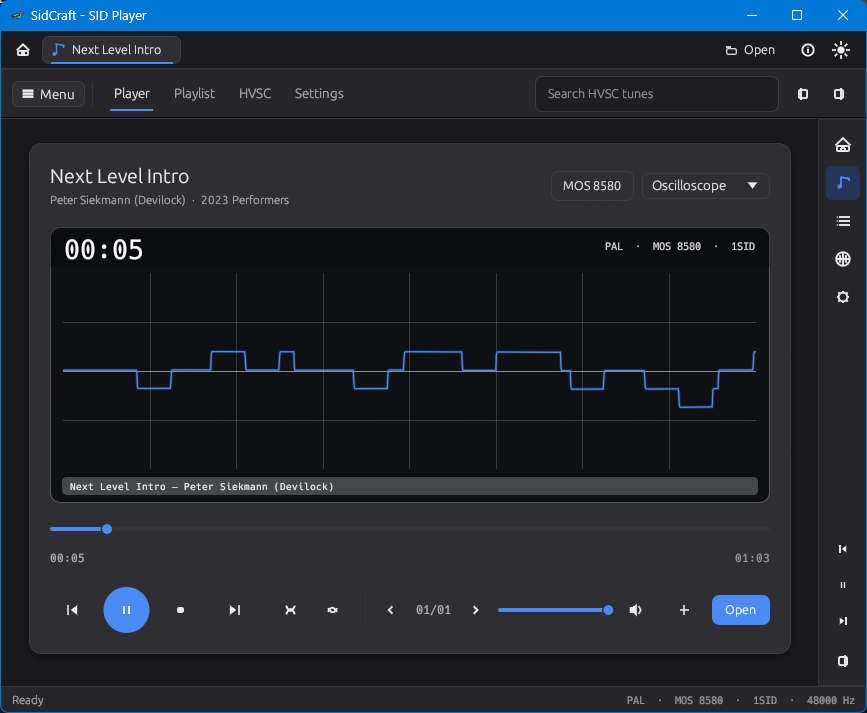 SidCraft - SID Player
Next Level Intro
Open
Menu
Player
Playlist
HVSC
Settings
Search HVSC tunes
Next Level Intro
Peter Siekmann (Devilock) · 2023 Performers
MOS 8580
Oscilloscope
00:05
PAL · MOS 8580 · 1SID
Next Level Intro — Peter Siekmann (Devilock)
00:05
01:03
01/01
Open
Ready
PAL · MOS 8580 · 1SID · 48000 Hz